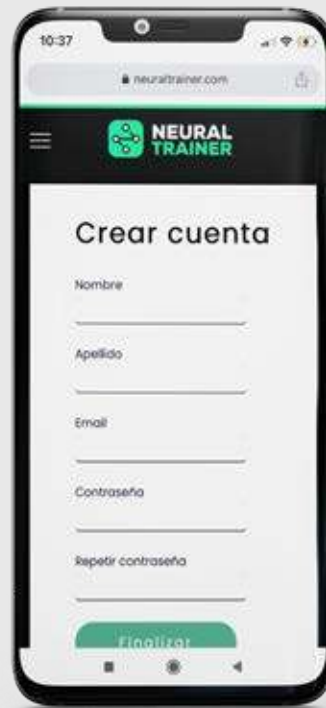 10:37
neuraltrainer.com
NEURAL
TRAINER
Crear cuenta
Nombre
Apellido
Email
Contraseña
Repetir contraseña
Finalizar